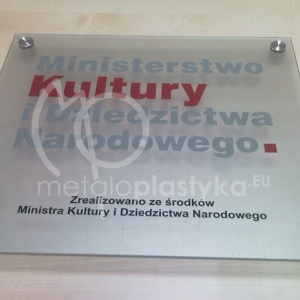 Ministerstwo
Kultury
i Dziedzictwa
Narodowego.
metaloplastyka.EU
Zrealizowano ze środków
Ministra Kultury i Dziedzictwa Narodowego